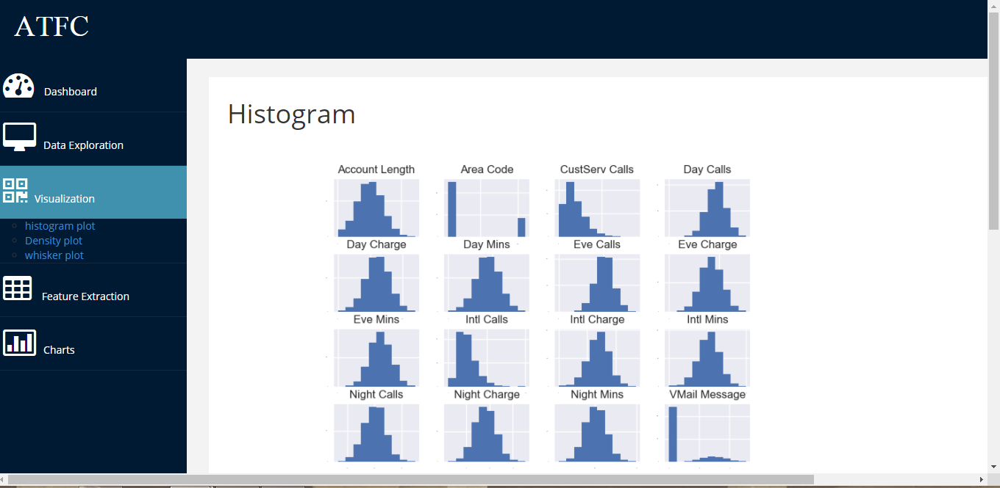 ATFC
Dashboard
Data Exploration
Visualization
histogram plot
Density plot
whisker plot
Feature Extraction
Charts
Histogram
Account Length
Area Code
CustServ Calls
Day Calls
Day Charge
Day Mins
Eve Calls
Eve Charge
Eve Mins
Intl Calls
Intl Charge
Intl Mins
Night Calls
Night Charge
Night Mins
VMail Message